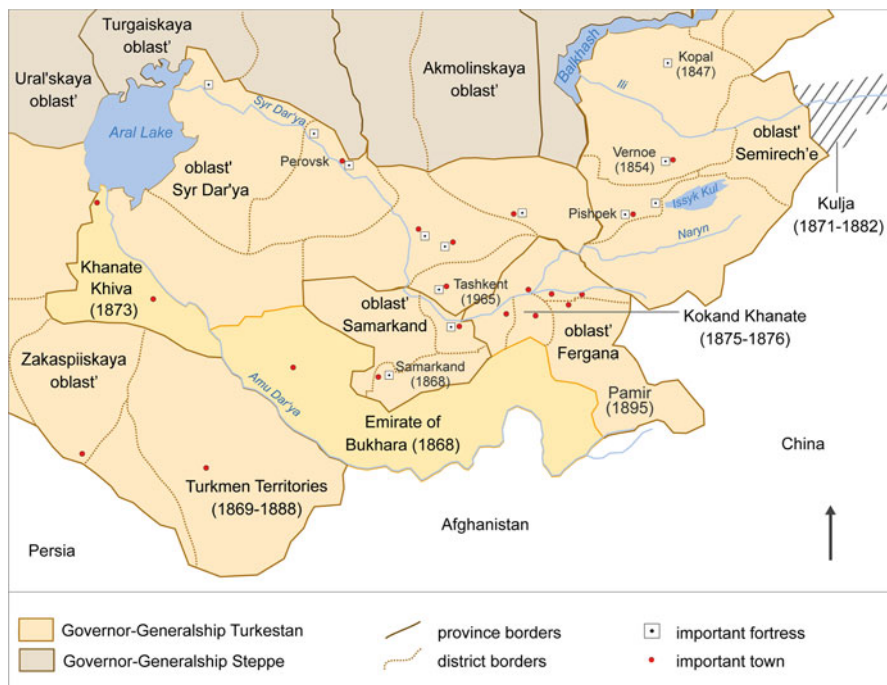 Turgaiskaya
oblast'
Ural'skaya
oblast'
Akmolinskaya
oblast'
Balkhash
Kopal
(1847)
Ili
Syr Dar'ya
Aral Lake
Perovsk
oblast'
Syr Dar'ya
oblast'
Semirech'e
Vernoe
(1854)
Kulja
(1871-1882)
Pishpek
Issyk Kul
Naryn
Khanate
Khiva
(1873)
Tashkent
(1965)
oblast'
Samarkand
Kokand Khanate
(1875-1876)
oblast'
Fergana
Zakaspiiskaya
oblast'
Samarkand
(1868)
Amu Dar'ya
Pamir
(1895)
Emirate of
Bukhara (1868)
China
Turkmen Territories
(1869-1888)
Afghanistan
Persia
Governor-Generalship Turkestan
Governor-Generalship Steppe
province borders
district borders
important fortress
important town